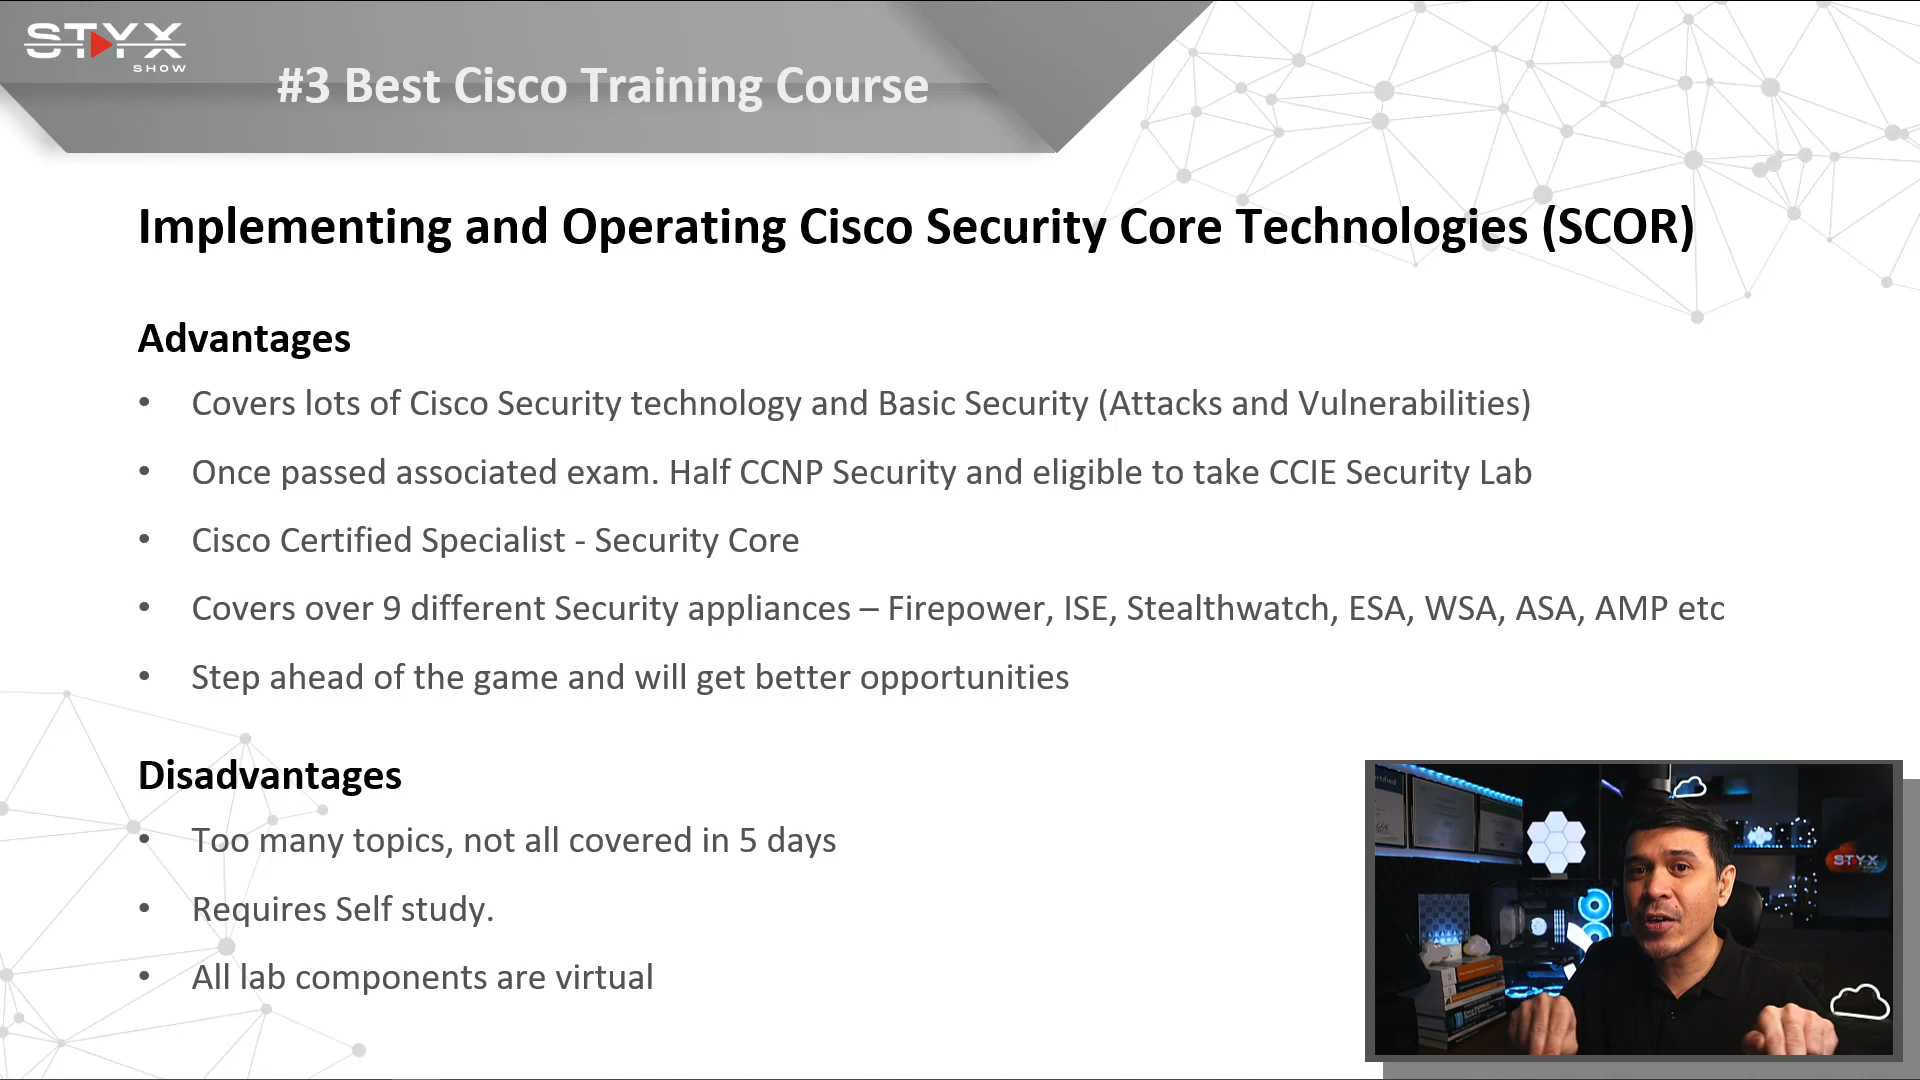 STYX
SHOW
#3 Best Cisco Training Course
Implementing and Operating Cisco Security Core Technologies (SCOR)
Advantages
• Covers lots of Cisco Security technology and Basic Security (Attacks and Vulnerabilities)
• Once passed associated exam. Half CCNP Security and eligible to take CCIE Security Lab
• Cisco Certified Specialist - Security Core
• Covers over 9 different Security appliances – Firepower, ISE, Stealthwatch, ESA, WSA, ASA, AMP etc
• Step ahead of the game and will get better opportunities
Disadvantages
• Too many topics, not all covered in 5 days
• Requires Self study.
• All lab components are virtual
STYX